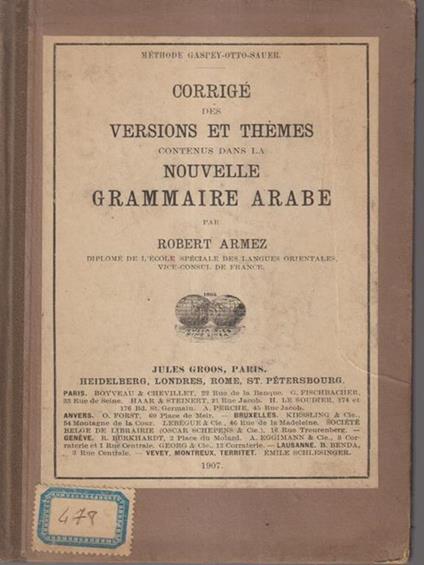 MÉTHODE GASPEY-OTTO-SAUER.
CORRIGÉ
DES
VERSIONS ET THÈMES
CONTENUS DANS LA
NOUVELLE
GRAMMAIRE ARABE
PAR
ROBERT ARMEZ
DIPLOMÉ DE L'ÉCOLE SPÉCIALE DES LANGUES ORIENTALES,
VICE-CONSUL DE FRANCE.
JULES GROOS, PARIS.
HEIDELBERG, LONDRES, ROME, ST. PÉTERSBOURG.
PARIS. BOYVEAU & CHEVILLET, 22 Rue de la Banque. G. FISCHBACHER,
33 Rue de Seine. HAAR & STEINERT, 21 Rue Jacob. H. LE SOUDIER, 174 et
176 Bd. St. Germain. A. PERCHE, 45 Rue Jacob.
ANVERS. O. FORST, 69 Place de Meir. — BRUXELLES. KIESSLING & Cie.,
54 Montagne de la Cour. LEBÈGUE & Cie., 46 Rue de la Madeleine. SOCIÉTÉ
BELGE DE LIBRAIRIE (OSCAR SCHEPENS & Cie.), 16 Rue Treurenberg. —
GENÈVE. R. BURKHARDT, 2 Place du Molard. A. EGGIMANN & Cie., 3 Cor-
raterie et 1 Rue Centrale. GEORG & Cie., 12 Corraterie. — LAUSANNE. B. BENDA,
3 Rue Centrale. — VEVEY, MONTREUX, TERRITET. ÉMILE SCHLESINGER.
1907.
478